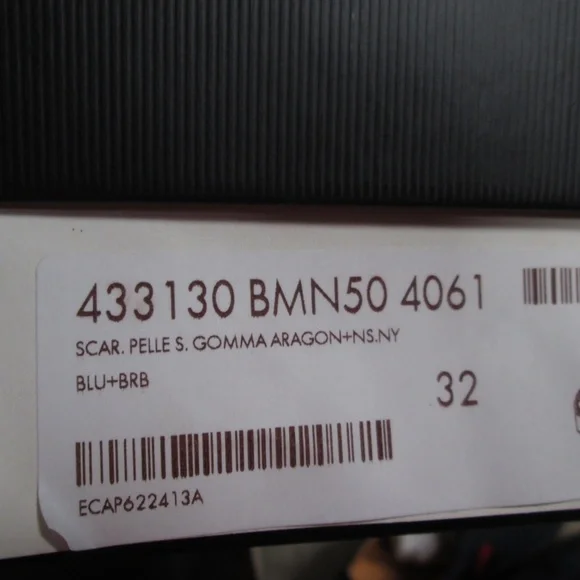 433130 BMN50 4061
SCAR. PELLE S. GOMMA ARAGON+NS.NY
BLU+BRB
32
ECAP622413A